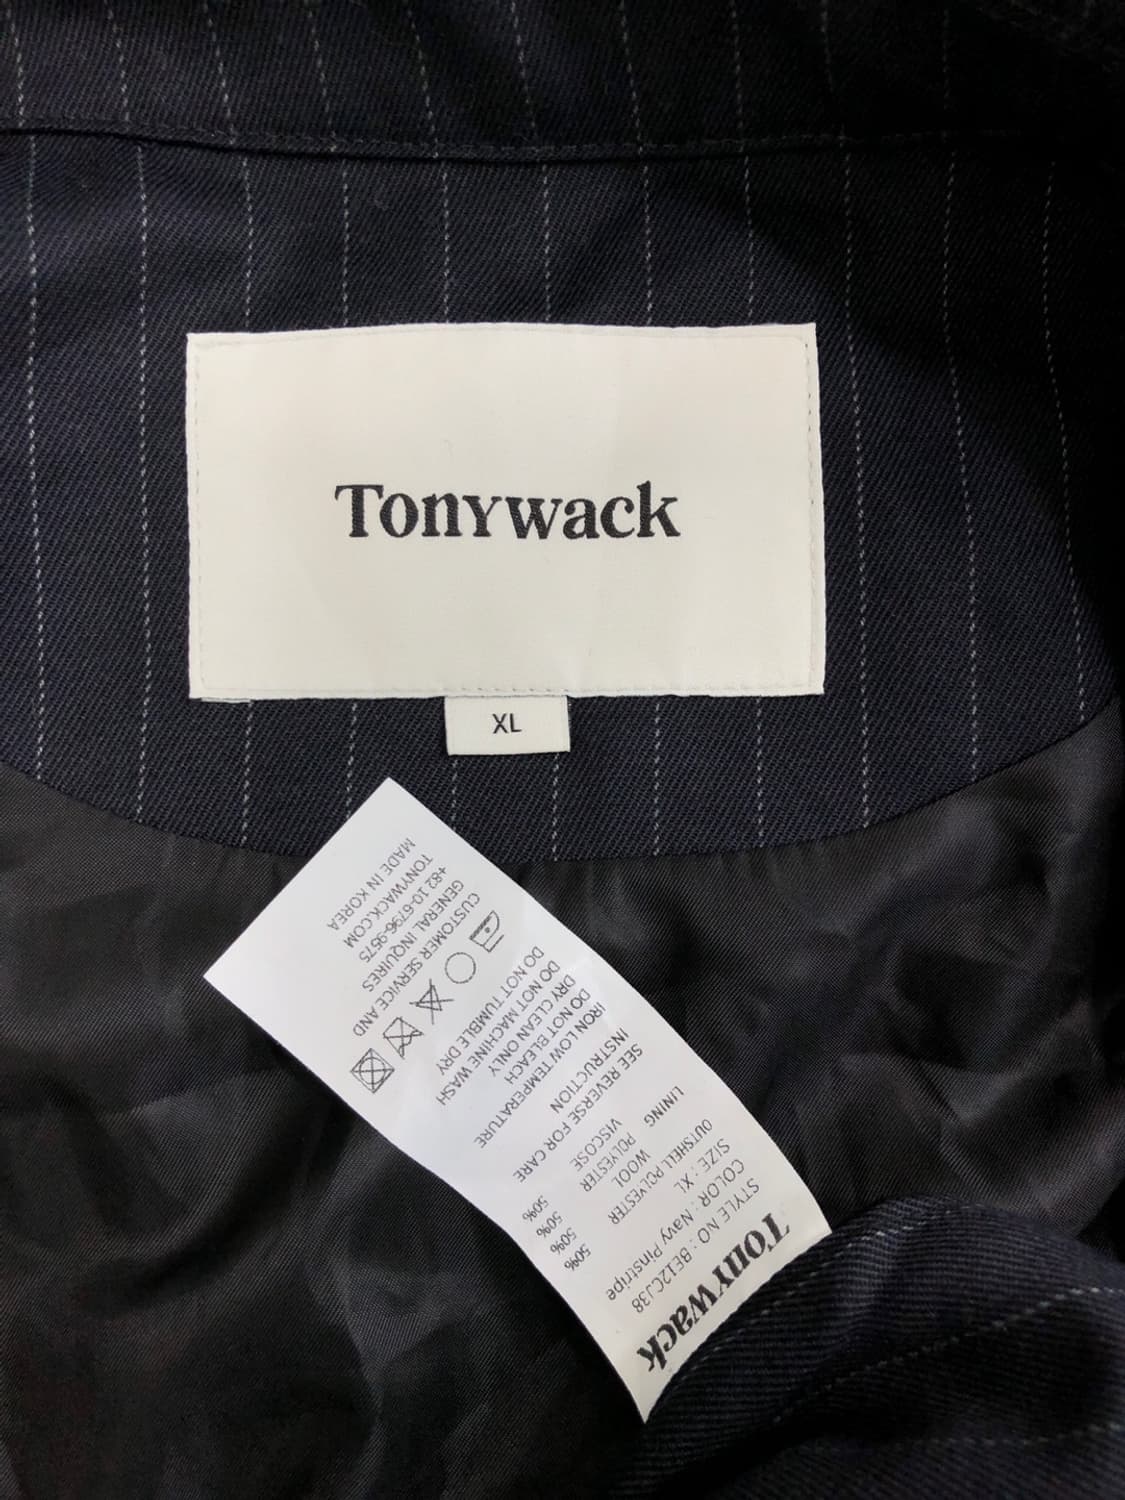 Tonywack
XL
Tonywack
STYLE NO : BE12CJ38
COLOR : Navy Pinstripe
SIZE : XL
OUTSHELL POLYESTER 50%
WOOL 50%
LINING POLYESTER 50%
VISCOSE 50%
SEE REVERSE FOR CARE
INSTRUCTION
IRON LOW TEMPERATURE
DO NOT BLEACH
DRY CLEAN ONLY
DO NOT MACHINE WASH
DO NOT TUMBLE DRY
CUSTOMER SERVICE AND
GENERAL INQUIRES
+82 10-6796-9575
TONYWACK.COM
MADE IN KOREA